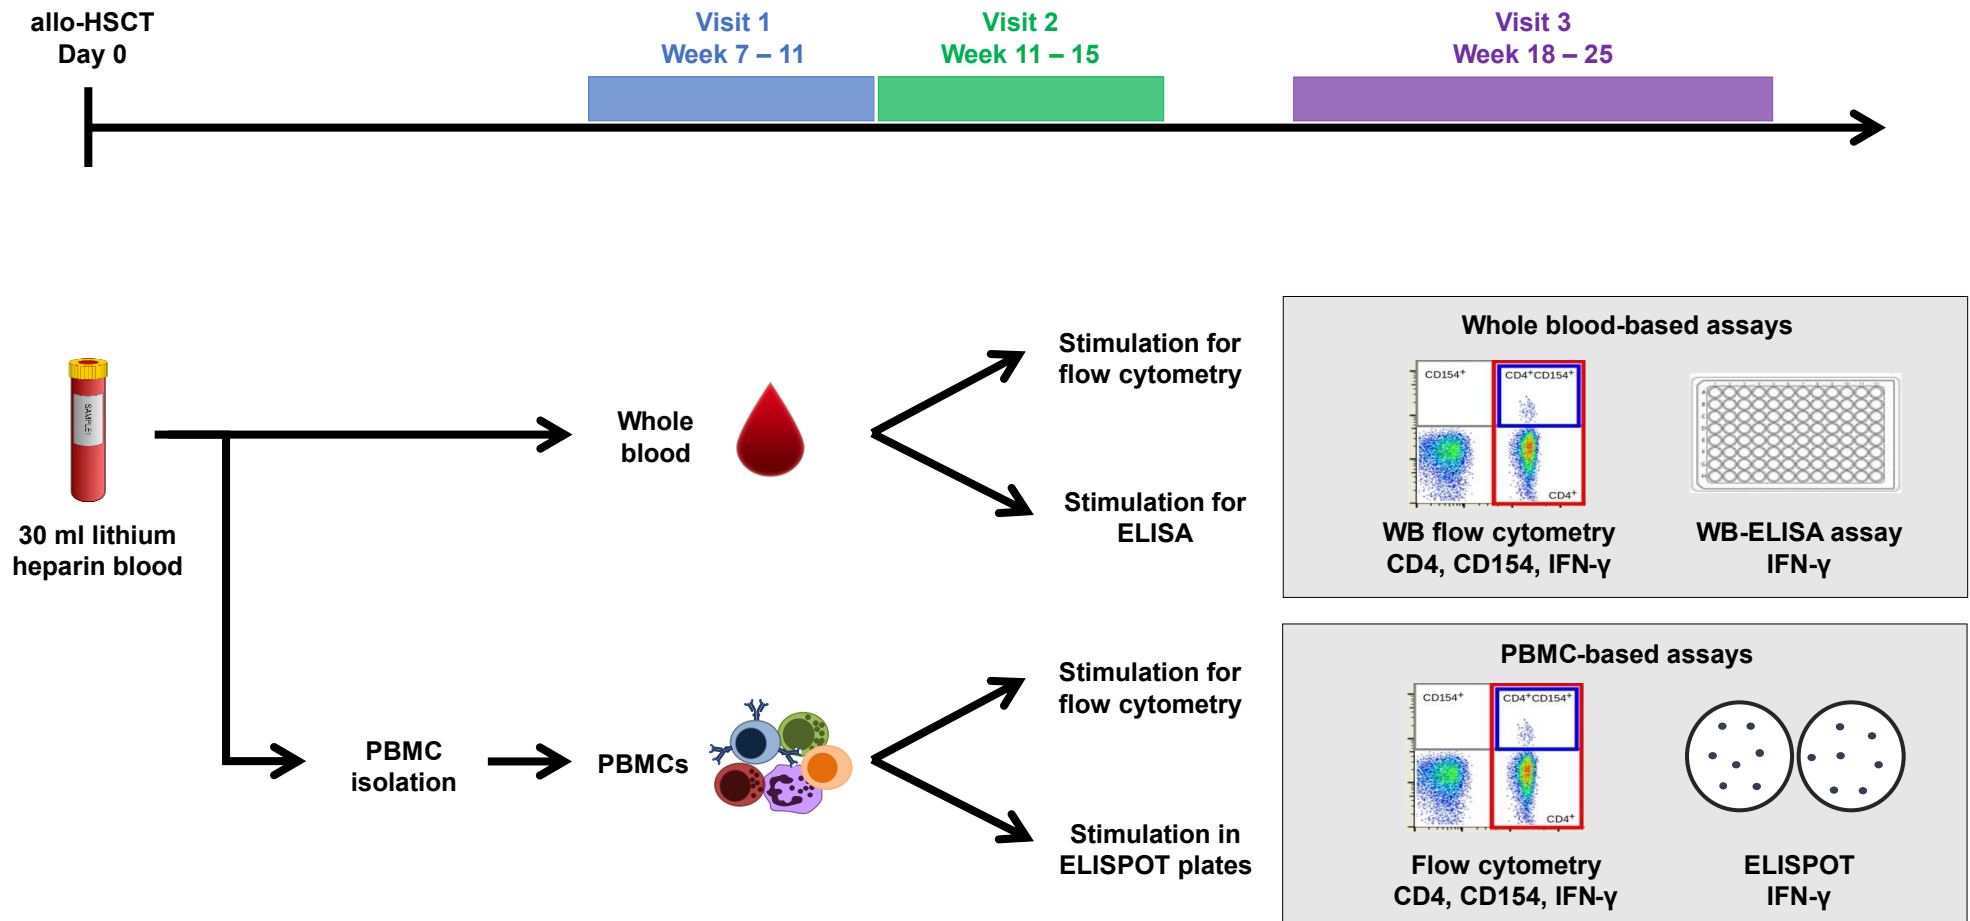 allo-HSCT
Day 0
Visit 1
Week 7 – 11
Visit 2
Week 11 – 15
Visit 3
Week 18 – 25
SAMPLE1
30 ml lithium
heparin blood
Whole
blood
Stimulation for
flow cytometry
Stimulation for
ELISA
Whole blood-based assays
CD154+
CD4+CD154+
CD4+
WB flow cytometry
CD4, CD154, IFN-γ
WB-ELISA assay
IFN-γ
PBMC
isolation
PBMCs
Stimulation for
flow cytometry
Stimulation in
ELISPOT plates
PBMC-based assays
CD154+
CD4+CD154+
CD4+
Flow cytometry
CD4, CD154, IFN-γ
ELISPOT
IFN-γ